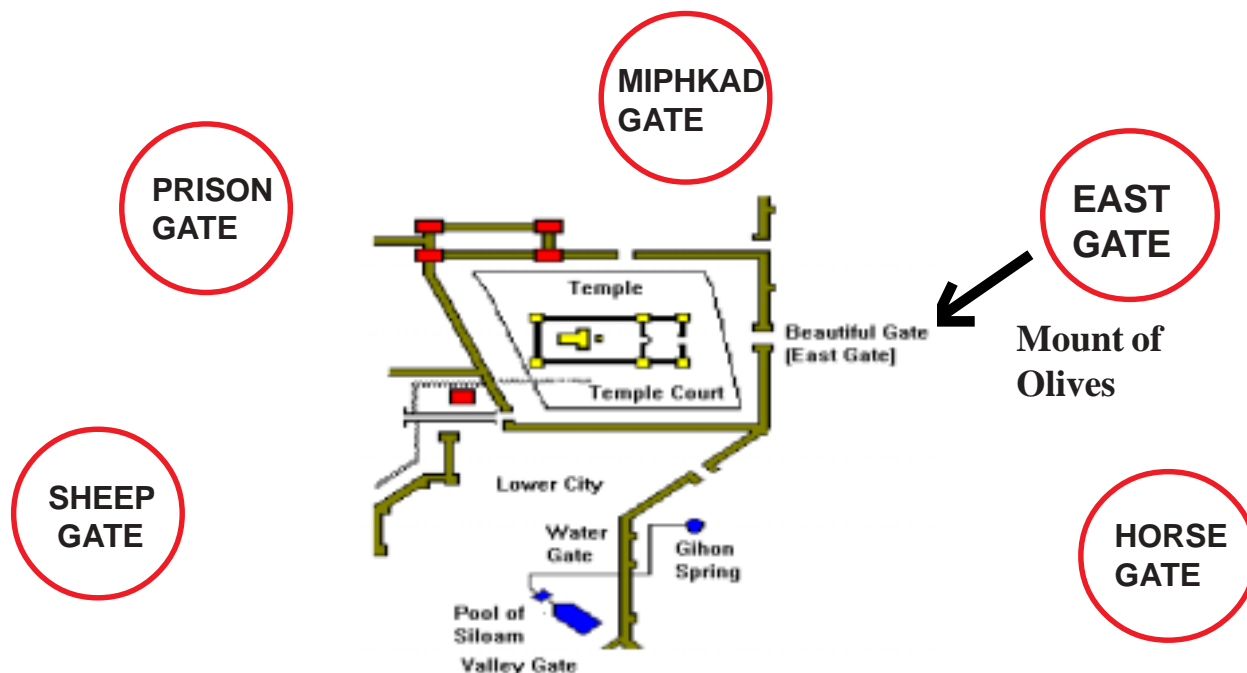 MIPHKAD
GATE
PRISON
GATE
EAST
GATE
Temple
Beautiful Gate
[East Gate]
Mount of
Olives
Temple Court
SHEEP
GATE
Lower City
HORSE
GATE
Water
Gate
Gihon
Spring
Pool of
Siloam
Valley Gate